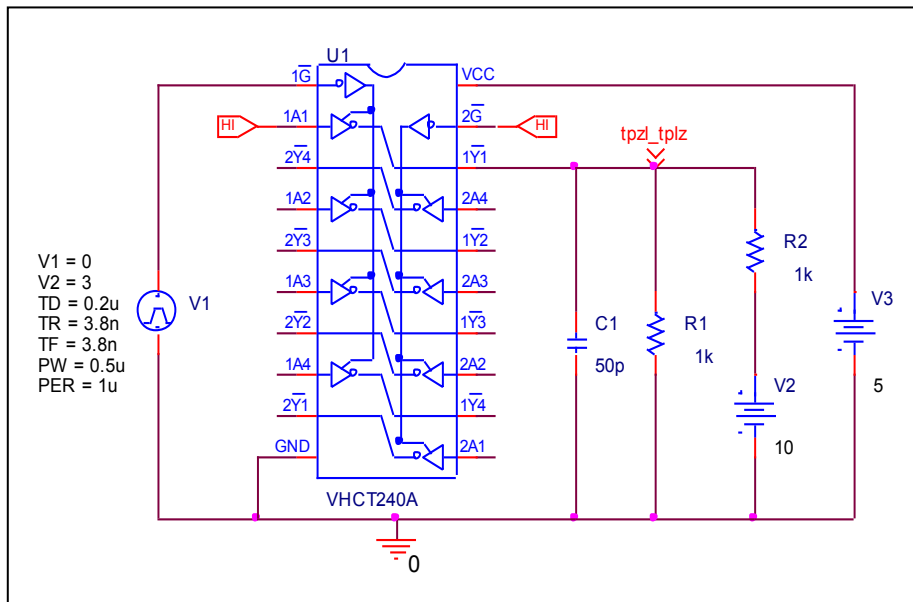 U1
1G
VCC
HI
1A1
2G
HI
tpzl_tplz
2Y4
1Y1
1A2
2A4
2Y3
1Y2
R2
1k
V1 = 0
V2 = 3
TD = 0.2u
TR = 3.8n
TF = 3.8n
PW = 0.5u
PER = 1u
V1
1A3
2A3
2Y2
1Y3
C1
50p
R1
1k
V3
5
1A4
2A2
2Y1
1Y4
V2
10
GND
2A1
VHCT240A
0